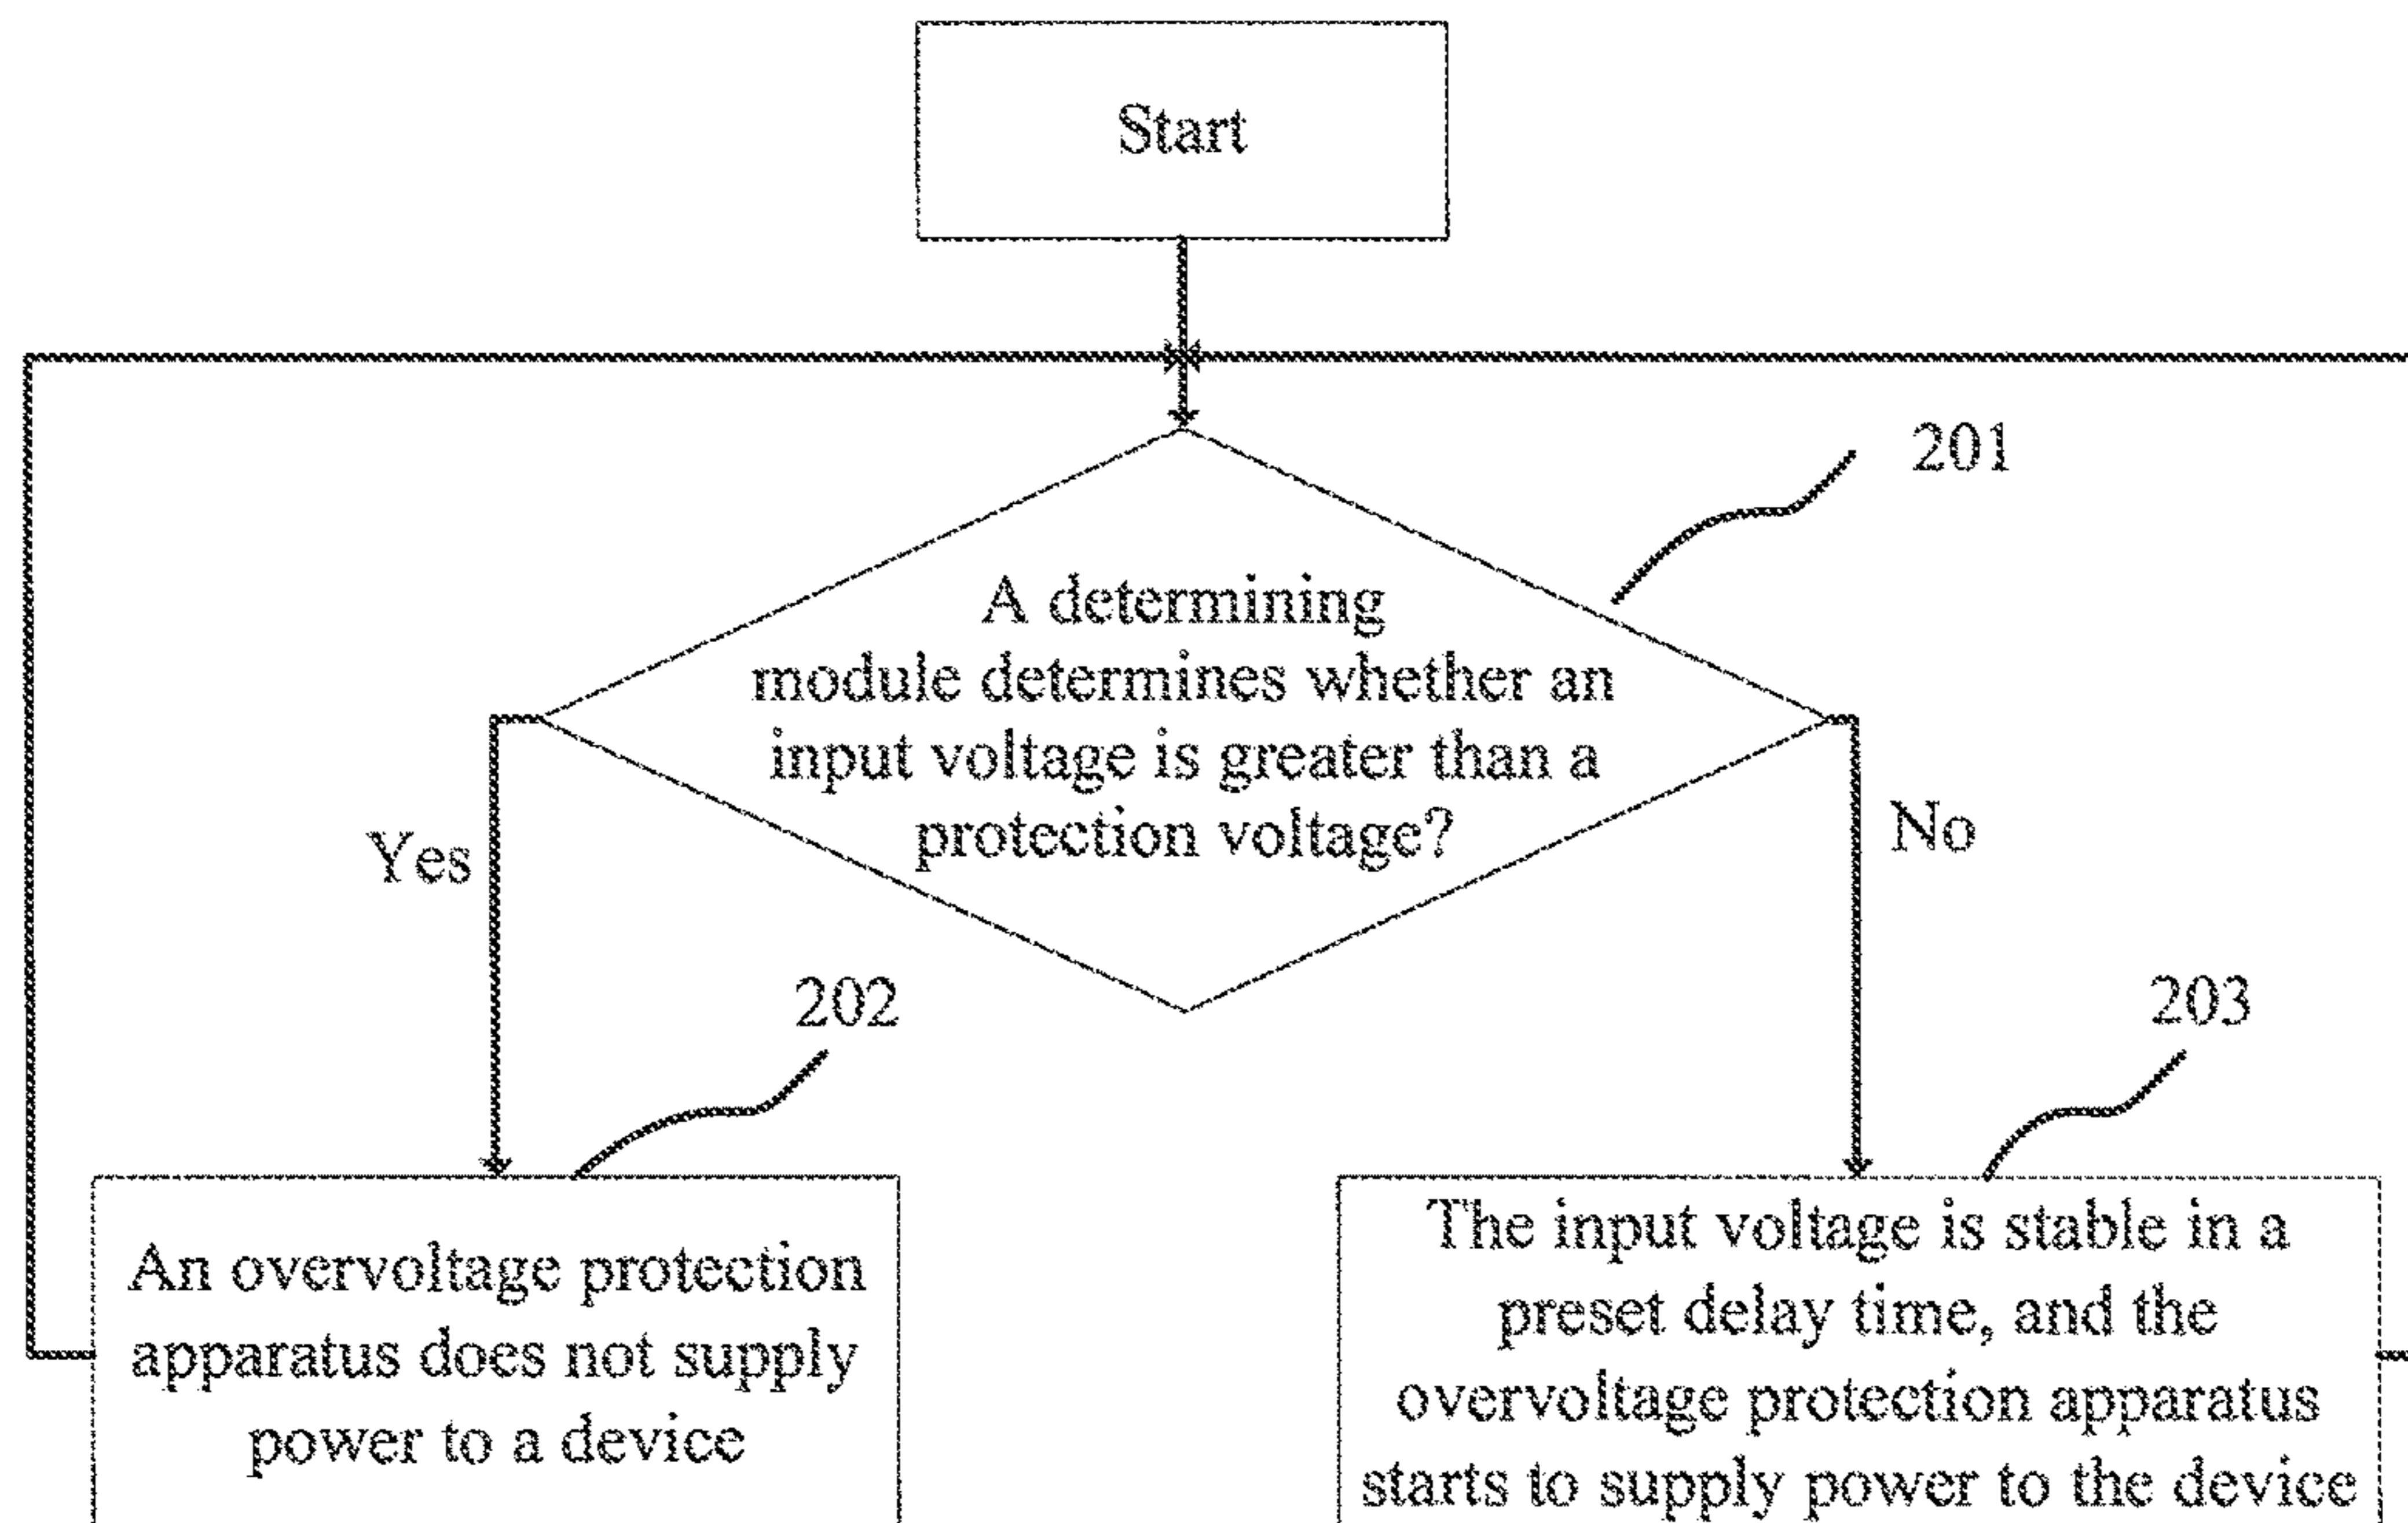 Start
201
A determining
module determines whether an
input voltage is greater than a
protection voltage?
Yes
No
202
203
An overvoltage protection
apparatus does not supply
power to a device
The input voltage is stable in a
preset delay time, and the
overvoltage protection apparatus
starts to supply power to the device